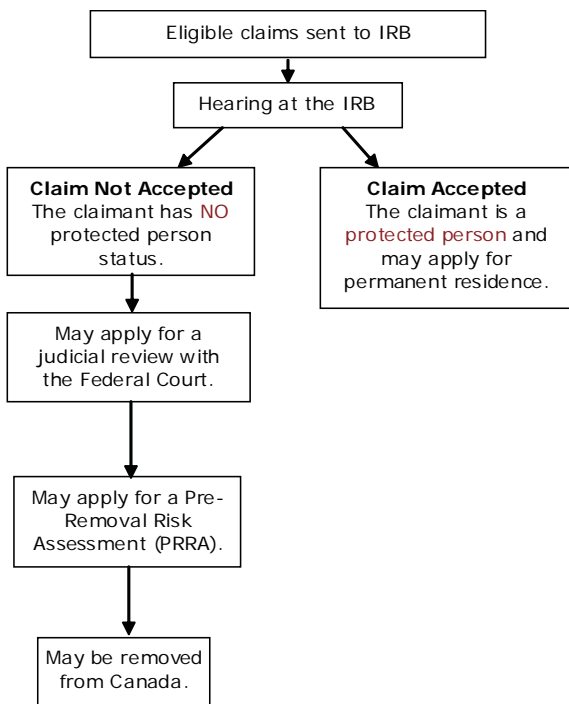 Eligible claims sent to IRB
Hearing at the IRB
Claim Not Accepted
The claimant has NO
protected person
status.
Claim Accepted
The claimant is a
protected person and
may apply for
permanent residence.
May apply for a
judicial review with
the Federal Court.
May apply for a Pre-
Removal Risk
Assessment (PRRA).
May be removed
from Canada.